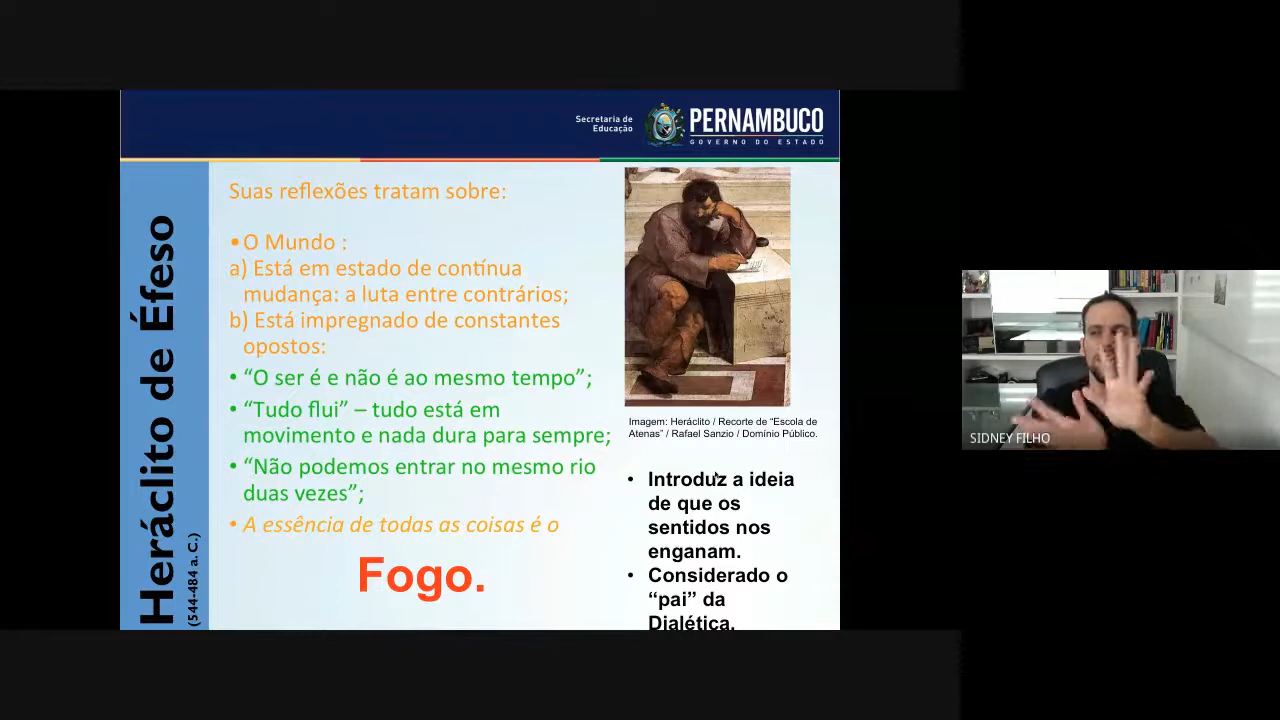 Secretaria de
Educação
PERNAMBUCO
GOVERNO DO ESTADO
Heráclito de Éfeso
(544-484 a. C.)
Suas reflexões tratam sobre:
• O Mundo :
a) Está em estado de contínua
mudança: a luta entre contrários;
b) Está impregnado de constantes
opostos:
• “O ser é e não é ao mesmo tempo”;
• “Tudo flui” – tudo está em
movimento e nada dura para sempre;
• “Não podemos entrar no mesmo rio
duas vezes”;
• A essência de todas as coisas é o
Fogo.
Imagem: Heráclito / Recorte de “Escola de
Atenas” / Rafael Sanzio / Domínio Público.
• Introduz a ideia
de que os
sentidos nos
enganam.
• Considerado o
“pai” da
Dialética.
SIDNEY FILHO